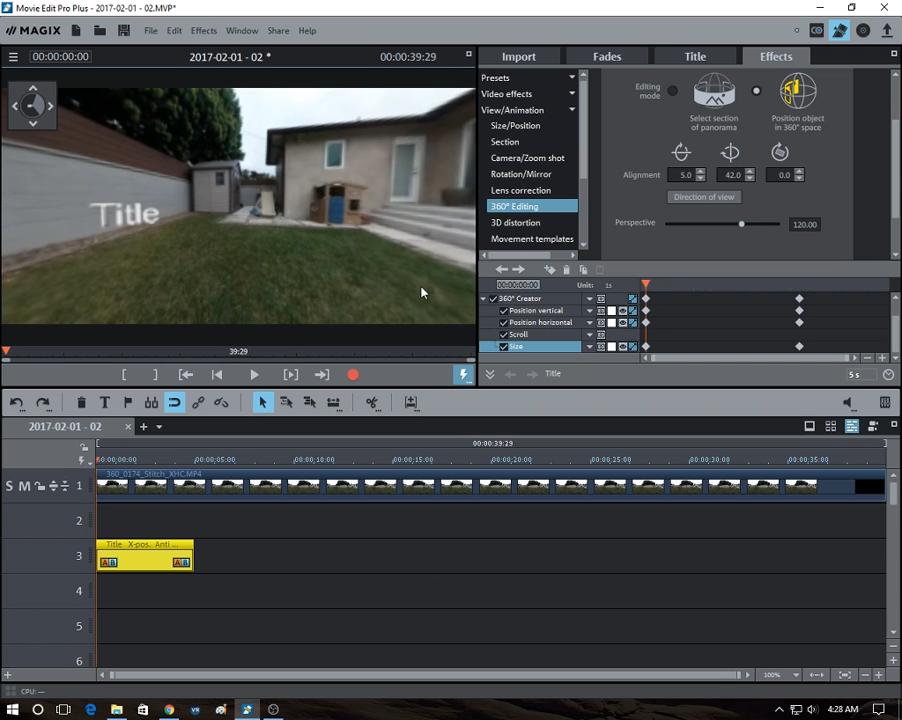 Movie Edit Pro Plus - 2017-02-01 - 02.MVP*
MAGIX File Edit Effects Window Share Help
00:00:00:00 2017-02-01 - 02 * 00:00:39:29
Import Fades Title Effects
Presets
Video effects
View/Animation
Size/Position
Section
Camera/Zoom shot
Rotation/Mirror
Lens correction
360° Editing
3D distortion
Movement templates
Editing mode
Select section of panorama
Position object in 360° space
Alignment 5.0 42.0 0.0
Direction of view
Perspective 120.00
Title
00:00:00:00 Unit: 1s
360° Creator
Position vertical
Position horizontal
Scroll
Size
39:29
Title 5 s
2017-02-01 - 02
00:00:39:29
00:00:00:00 00:00:05:00 00:00:10:00 00:00:15:00 00:00:20:00 00:00:25:00 00:00:30:00 00:00:35:00
S M 1
360_0174_Stitch_XHC.MP4
2
3
Title X-pos. Anti ...
A B A B
4
5
6
100%
CPU: —
4:28 AM